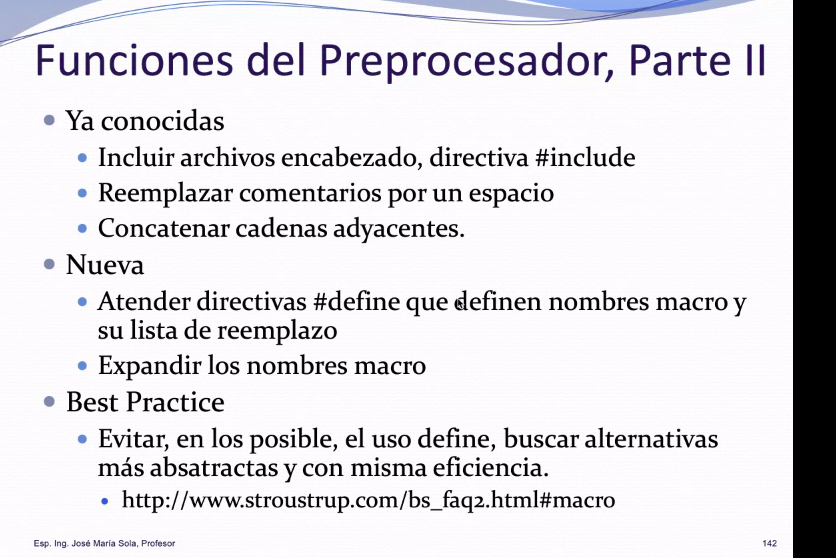 Funciones del Preprocesador, Parte II
Ya conocidas
Incluir archivos encabezado, directiva #include
Reemplazar comentarios por un espacio
Concatenar cadenas adyacentes.
Nueva
Atender directivas #define que definen nombres macro y
su lista de reemplazo
Expandir los nombres macro
Best Practice
Evitar, en los posible, el uso define, buscar alternativas
más absatractas y con misma eficiencia.
http://www.stroustrup.com/bs_faq2.html#macro
Esp. Ing. José María Sola, Profesor
142